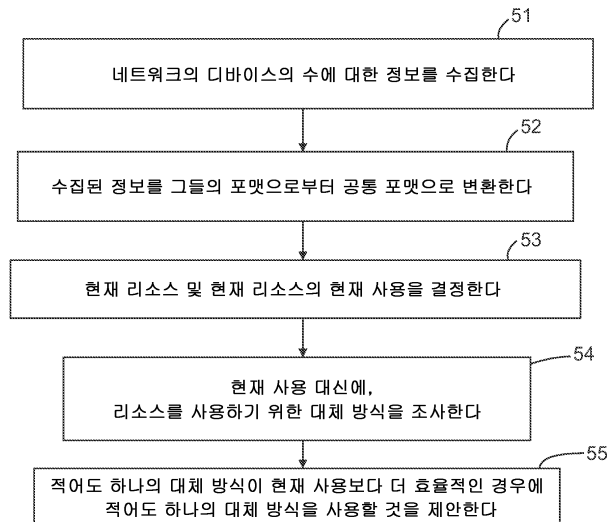 51
네트워크의 디바이스의 수에 대한 정보를 수집한다
52
수집된 정보를 그들의 포맷으로부터 공통 포맷으로 변환한다
53
현재 리소스 및 현재 리소스의 현재 사용을 결정한다
54
현재 사용 대신에,
리소스를 사용하기 위한 대체 방식을 조사한다
55
적어도 하나의 대체 방식이 현재 사용보다 더 효율적인 경우에
적어도 하나의 대체 방식을 사용할 것을 제안한다